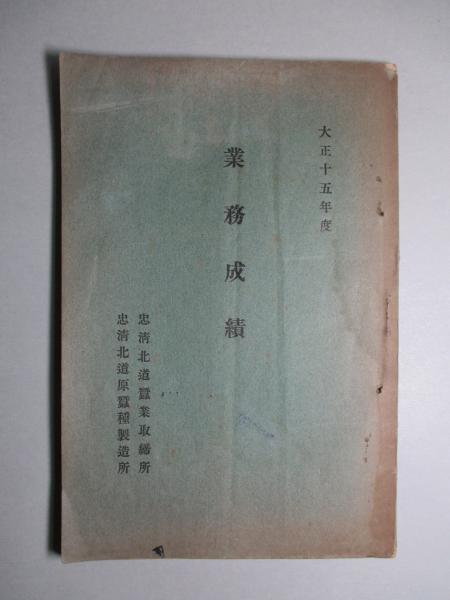 大正十五年度
業務成績
忠清北道蠶業取締所
忠清北道原蠶種製造所